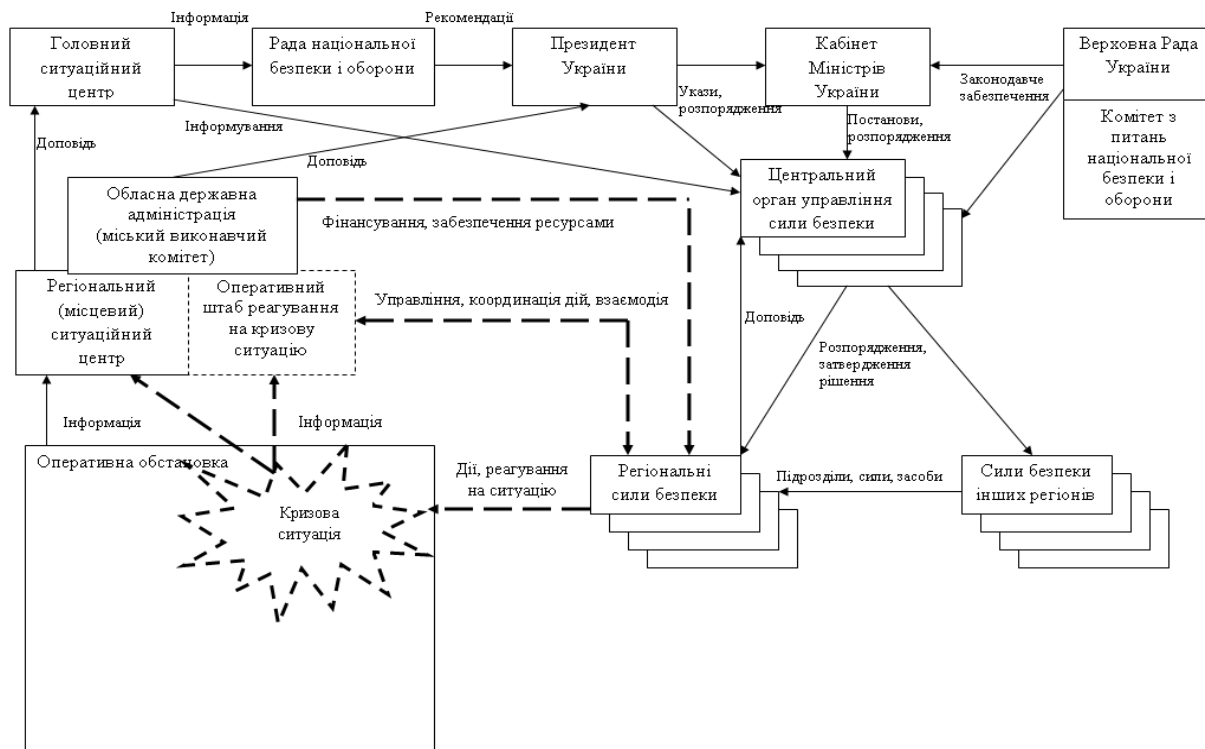 Інформація
Рекомендації
Головний
ситуаційний
центр
Рада національної
безпеки і оборони
Президент
України
Кабінет
Міністрів
України
Верховна Рада
України
Укази,
розпорядження
Законодавче
забезпечення
Інформування
Постанови,
розпорядження
Комітет з
питань
національної
безпеки і
оборони
Доповідь
Доповідь
Центральний
орган управління
сили безпеки
Обласна державна
адміністрація
(міський виконавчий
комітет)
Фінансування, забезпечення ресурсами
Регіональний
(місцевий)
ситуаційний
центр
Оперативний
штаб реагування
на кризову
ситуацію
Управління, координація дій, взаємодія
Доповідь
Розпорядження,
затвердження
рішення
Інформація
Інформація
Оперативна обстановка
Дії, реагування
на ситуацію
Регіональні
сили безпеки
Підрозділи, сили, засоби
Сили безпеки
інших регіонів
Кризова
ситуація